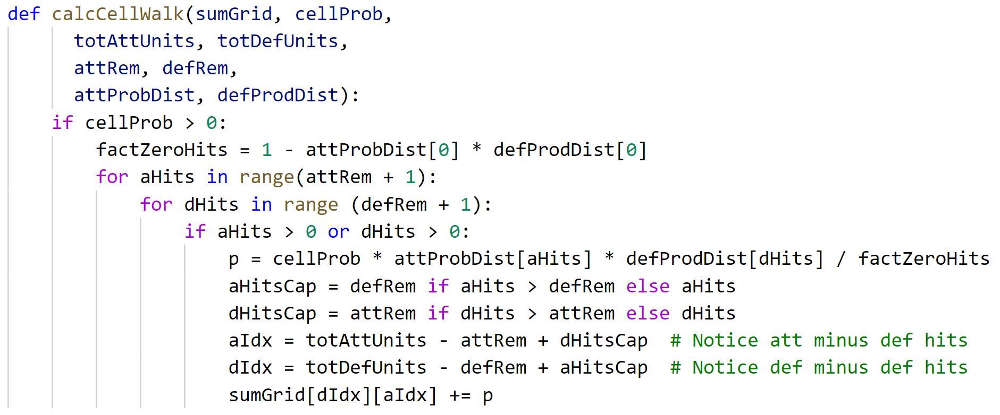 def calcCellWalk(sumGrid, cellProb,
      totAttUnits, totDefUnits,
      attRem, defRem,
      attProbDist, defProdDist):
    if cellProb > 0:
        factZeroHits = 1 - attProbDist[0] * defProdDist[0]
        for aHits in range(attRem + 1):
            for dHits in range (defRem + 1):
                if aHits > 0 or dHits > 0:
                    p = cellProb * attProbDist[aHits] * defProdDist[dHits] / factZeroHits
                    aHitsCap = defRem if aHits > defRem else aHits
                    dHitsCap = attRem if dHits > attRem else dHits
                    aIdx = totAttUnits - attRem + dHitsCap  # Notice att minus def hits
                    dIdx = totDefUnits - defRem + aHitsCap  # Notice def minus def hits
                    sumGrid[dIdx][aIdx] += p